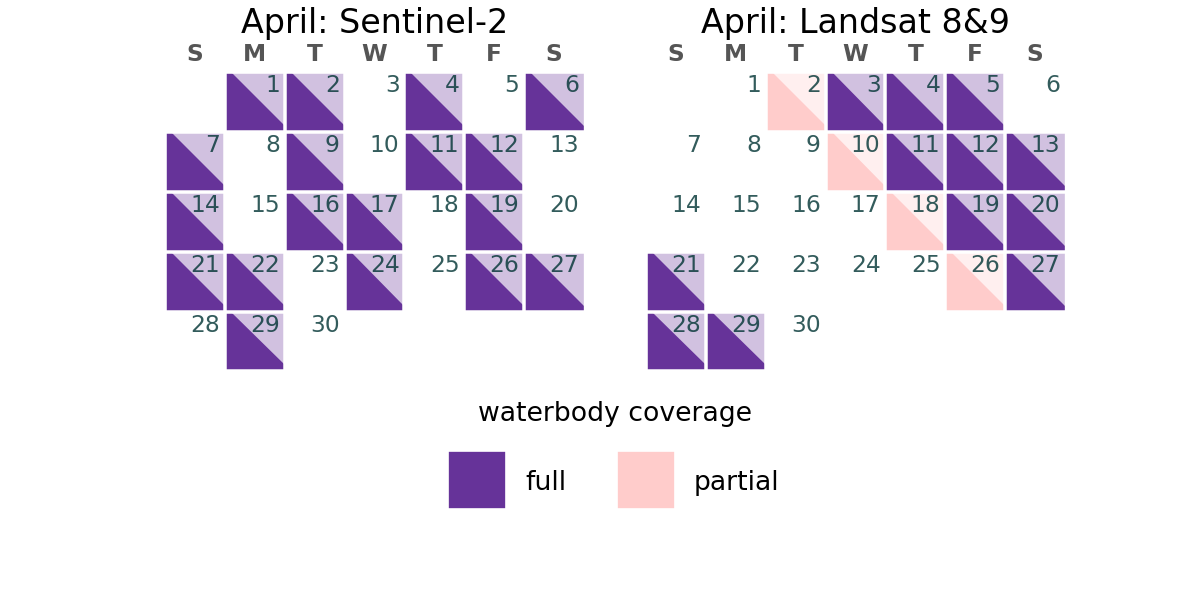 April: Sentinel-2
S M T W T F S
1 2 3 4 5 6
7 8 9 10 11 12 13
14 15 16 17 18 19 20
21 22 23 24 25 26 27
28 29 30
April: Landsat 8&9
S M T W T F S
1 2 3 4 5 6
7 8 9 10 11 12 13
14 15 16 17 18 19 20
21 22 23 24 25 26 27
28 29 30
waterbody coverage
full partial